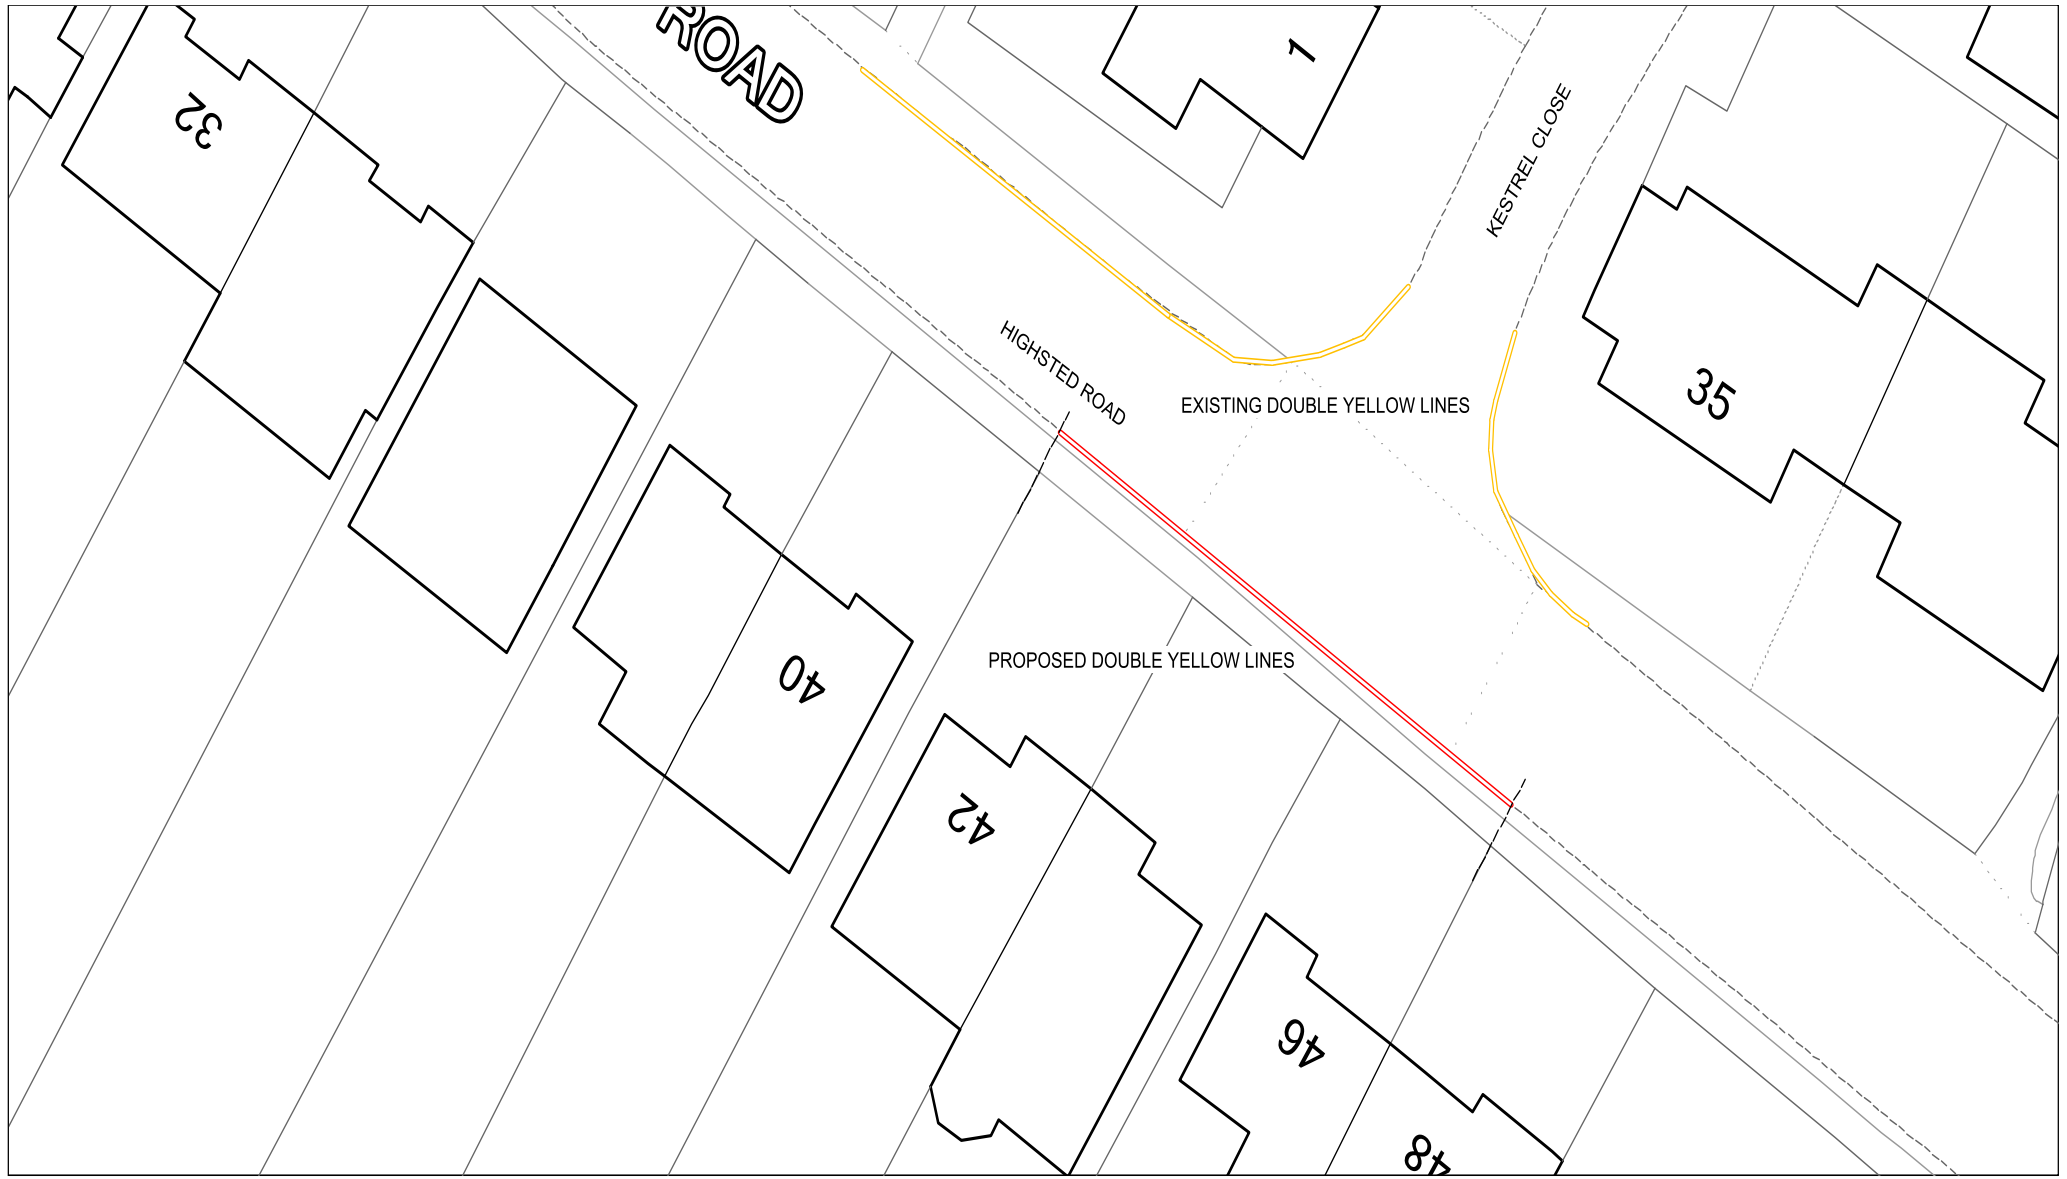 ROAD
1
32
KESTREL CLOSE
HIGHSTED ROAD
EXISTING DOUBLE YELLOW LINES
35
PROPOSED DOUBLE YELLOW LINES
40
42
46
48